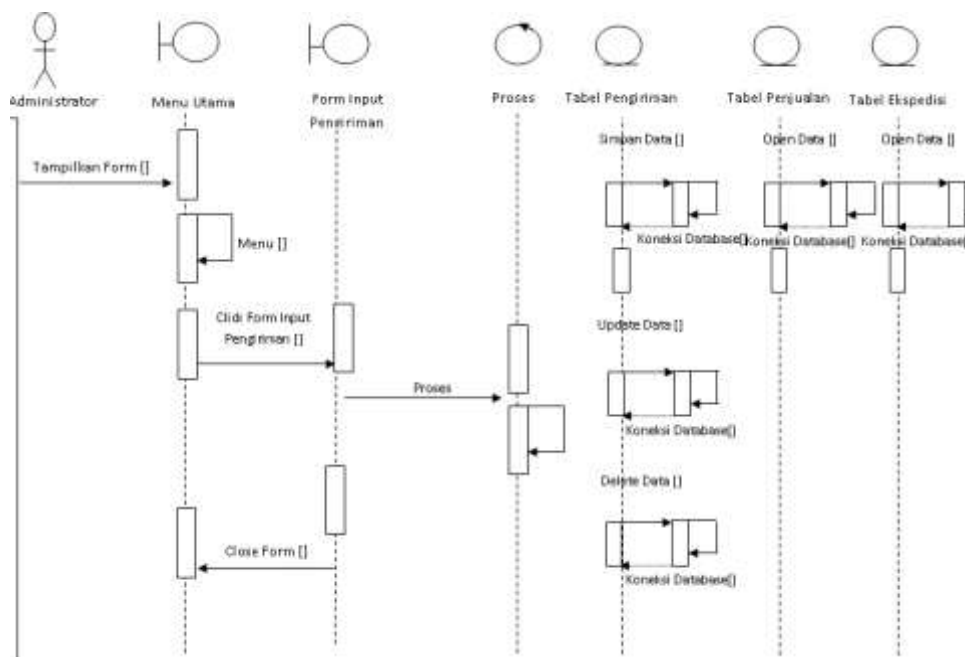 Administrator
Menu Utama
Form Input
Pengiriman
Proses
Tabel Pengiriman
Tabel Penjualan
Tabel Ekspedisi
Simpan Data []
Open Data []
Open Data []
Tampilkan Form []
Menu []
Koneksi Database[]
Koneksi Database[]
Koneksi Database[]
Click Form Input
Pengiriman []
Update Data []
Proses
Koneksi Database[]
Delete Data []
Close Form []
Koneksi Database[]